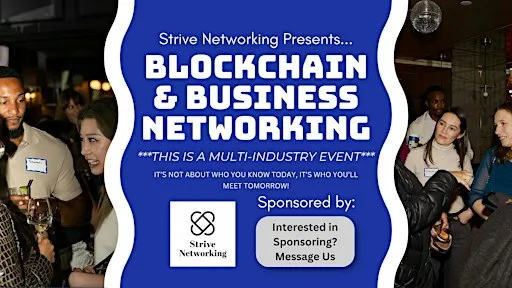 Strive Networking Presents...
BLOCKCHAIN
& BUSINESS
NETWORKING
***THIS IS A MULTI-INDUSTRY EVENT***
IT'S NOT ABOUT WHO YOU KNOW TODAY, IT'S WHO YOU'LL
MEET TOMORROW!
Sponsored by:
Strive
Networking
Interested in
Sponsoring?
Message Us